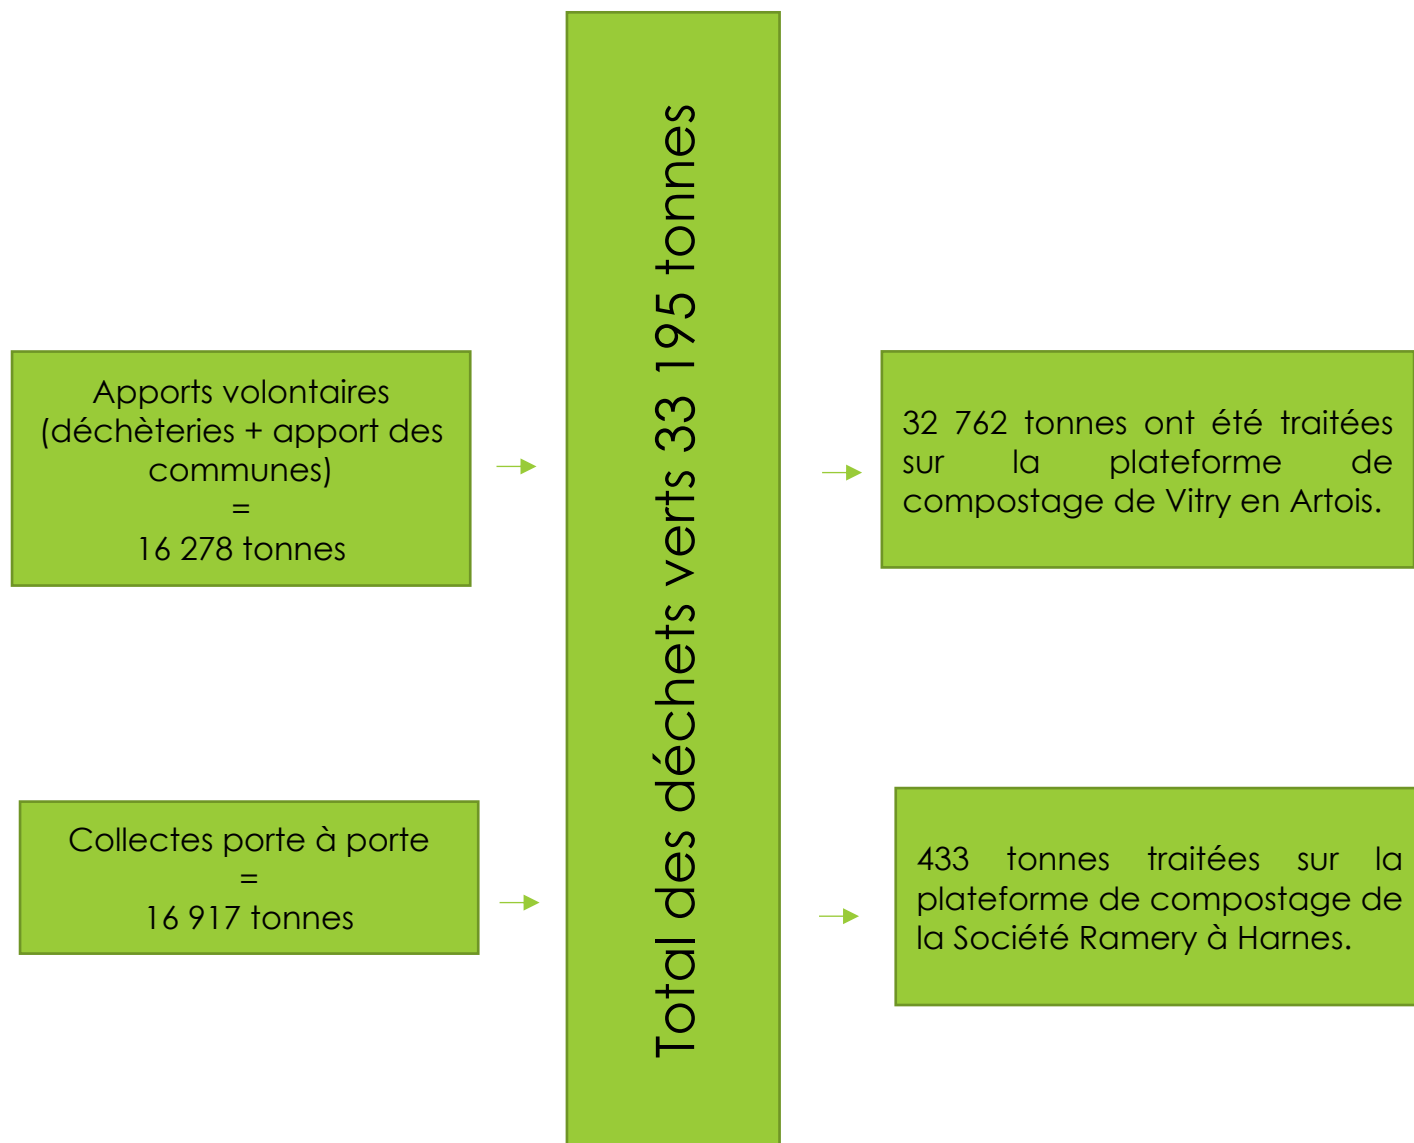 Apports volontaires
(déchèteries + apport des
communes)
=
16 278 tonnes
Collectes porte à porte
=
16 917 tonnes
Total des déchets verts 33 195 tonnes
32 762 tonnes ont été traitées
sur la plateforme de
compostage de Vitry en Artois.
433 tonnes traitées sur la
plateforme de compostage de
la Société Ramery à Harnes.